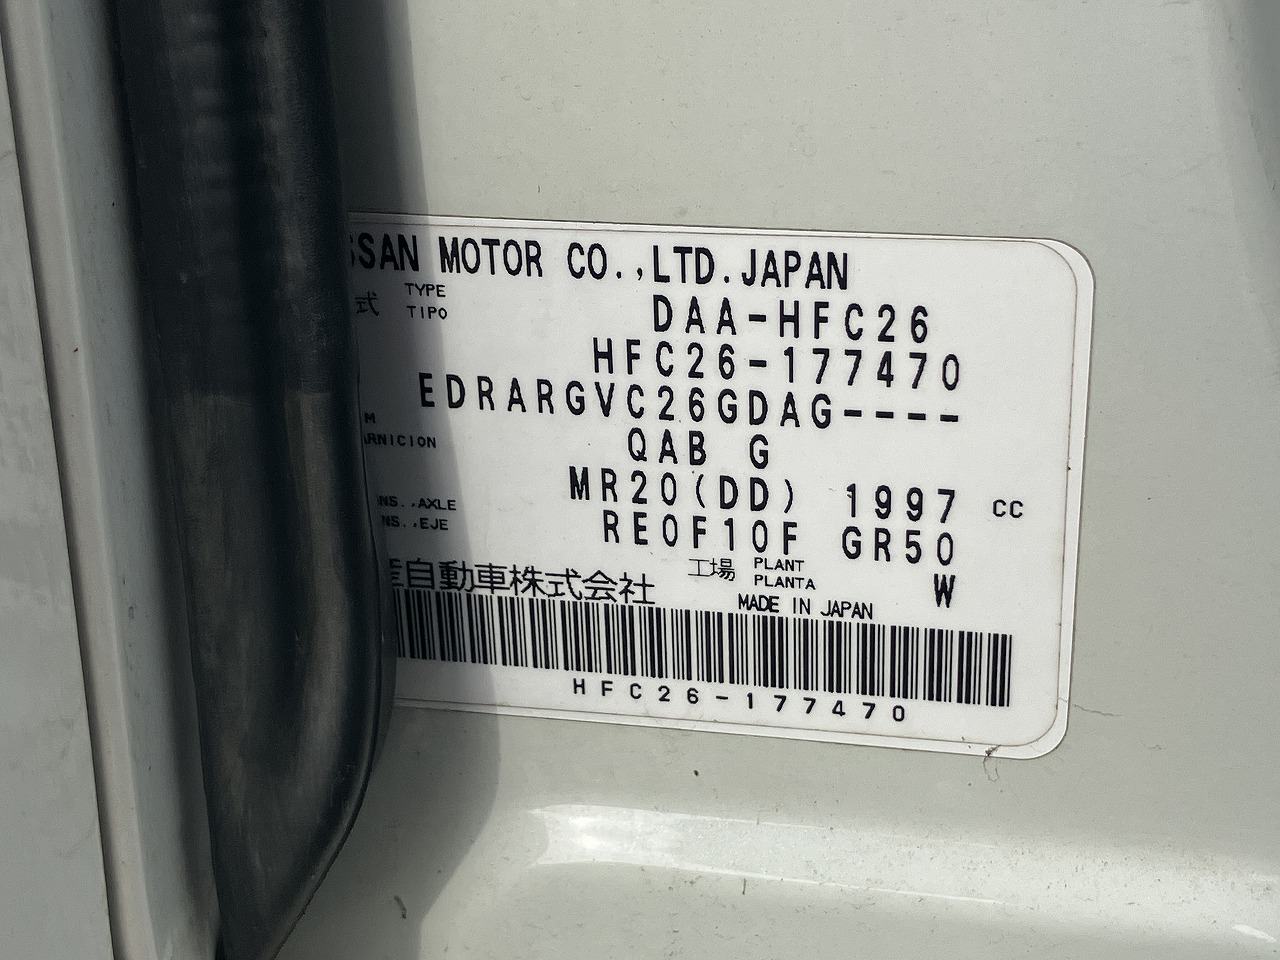 SSAN MOTOR CO.,LTD.JAPAN
式 TYPE TIPO DAA-HFC26
HFC26-177470
EDRARGVC26GDAG----
M
ARNICION QAB G
MR20(DD) 1997 CC
NS.,AXLE
NS.,EJE RE0F10F GR50
産自動車株式会社 工場 PLANT PLANTA W
MADE IN JAPAN
HFC26-177470